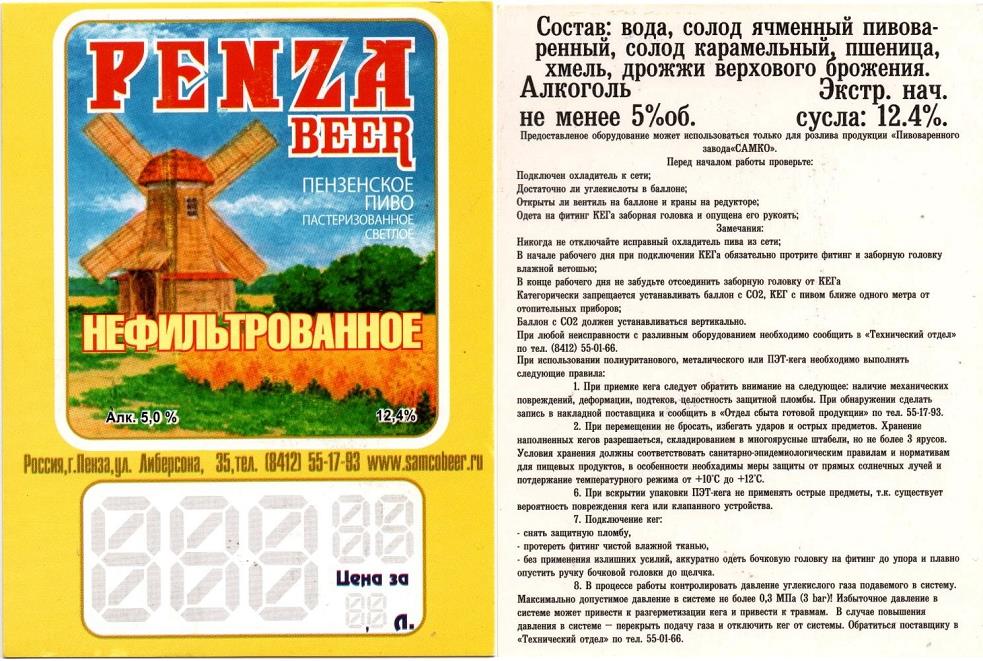 PENZA
BEER
ПЕНЗЕНСКОЕ
ПИВО
ПАСТЕРИЗОВАННОЕ
СВЕТЛОЕ
НЕФИЛЬТРОВАННОЕ
Алк. 5,0 % 12,4%
Россия,г.Пенза,ул. Либерсона, 35,тел. (8412) 55-17-93 www.samcobeer.ru
Цена за
, Л.
Состав: вода, солод ячменный пивова-
ренный, солод карамельный, пшеница,
хмель, дрожжи верхового брожения.
Алкоголь Экстр. нач.
не менее 5%об. сусла: 12.4%.
Предоставленое оборудование может использоваться только для розлива продукции «Пивоваренного
завода«САМКО».
Перед началом работы проверьте:
Подключен охладитель к сети;
Достаточно ли углекислоты в баллоне;
Открыты ли вентиль на баллоне и краны на редукторе;
Одета на фитинг КЕГа заборная головка и опущена его рукоять;
Замечания:
Никогда не отключайте исправный охладитель пива из сети;
В начале рабочего дня при подключении КЕГа обязательно протрите фитинг и заборную головку
влажной ветошью;
В конце рабочего дня не забудьте отсоединить заборную головку от КЕГа
Категорически запрещается устанавливать баллон с СО2, КЕГ с пивом ближе одного метра от
отопительных приборов;
Баллон с СО2 должен устанавливаться вертикально.
При любой неисправности с разливным оборудованием необходимо сообщить в «Технический отдел»
по тел. (8412) 55-01-66.
При использовании полиуританового, металического или ПЭТ-кега необходимо выполнять
следующие правила:
1. При приемке кега следует обратить внимание на следующее: наличие механических
повреждений, деформации, подтеков, целостность защитной пломбы. При обнаружении сделать
запись в накладной поставщика и сообщить в «Отдел сбыта готовой продукции» по тел. 55-17-93.
2. При перемещении не бросать, избегать ударов и острых предметов. Хранение
наполненных кегов разрешаеться, складированием в многоярусные штабели, но не более 3 ярусов.
Условия хранения должны соответствовать санитарно-эпидемиологическим правилам и нормативам
для пищевых продуктов, в особенности необходимы меры защиты от прямых солнечных лучей и
потдержание температурного режима от +10°С до +12°С.
6. При вскрытии упаковки ПЭТ-кега не применять острые предметы, т.к. существует
вероятность повреждения кега или клапанного устройства.
7. Подключение кег:
- снять защитную пломбу,
- протереть фитинг чистой влажной тканью,
- без применения излишних усилий, аккуратно одеть бочковую головку на фитинг до упора и плавно
опустить ручку бочковой головки до щелчка.
8. В процессе работы контролировать давление углекислого газа подаваемого в систему.
Максимально допустимое давление в системе не более 0,3 МПа (3 bar)! Избыточное давление в
системе может привести к разгерметизации кега и привести к травмам. В случае повышения
давления в системе – перекрыть подачу газа и отключить кег от системы. Обратиться поставщику в
«Технический отдел» по тел. 55-01-66.